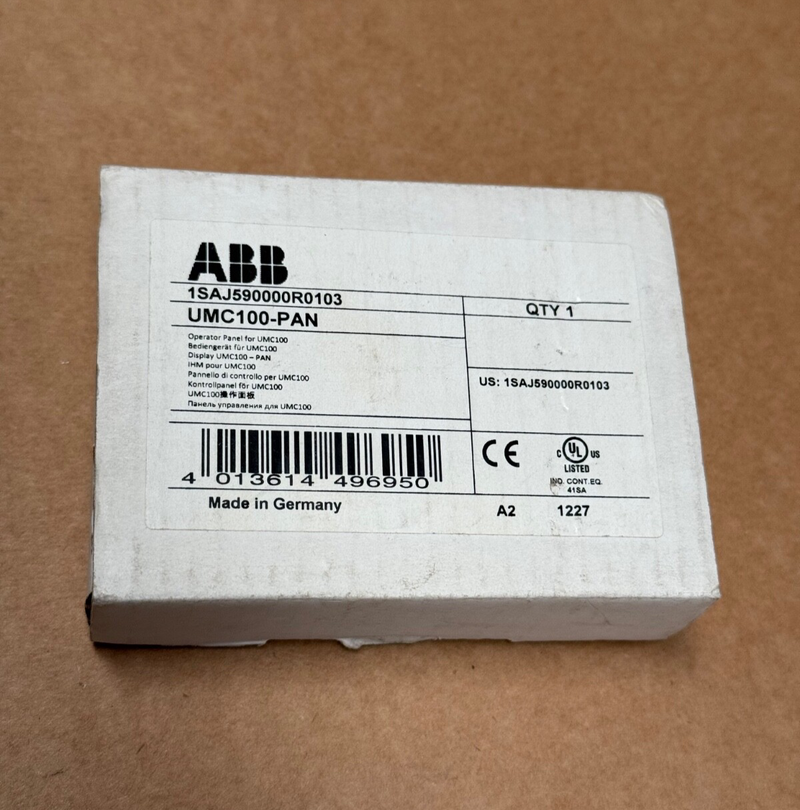 ABB
1SAJ590000R0103
QTY 1
UMC100-PAN
Operator Panel for UMC100
Bediengerät für UMC100
Display UMC100 – PAN
IHM pour UMC100
Pannello di controllo per UMC100
Kontrollpanel för UMC100
UMC100操作面板
Панель управления для UMC100
US: 1SAJ590000R0103
4 013614 496950
CE
C UL US
LISTED
IND. CONT.EQ.
41SA
Made in Germany
A2 1227